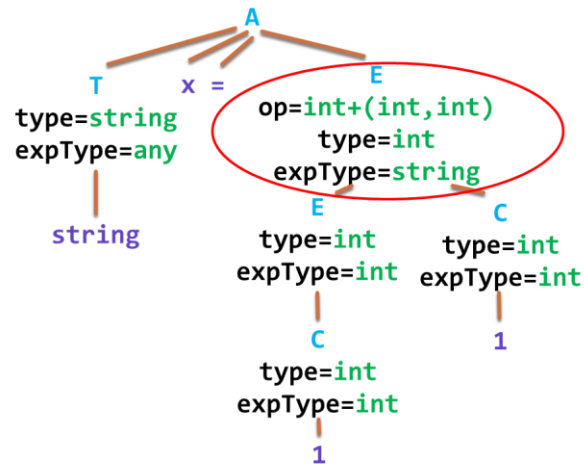 A
T x = E
type=string
expType=any
op=int+(int,int)
type=int
expType=string
string
E
type=int
expType=int
C
type=int
expType=int
C
type=int
expType=int
1
1